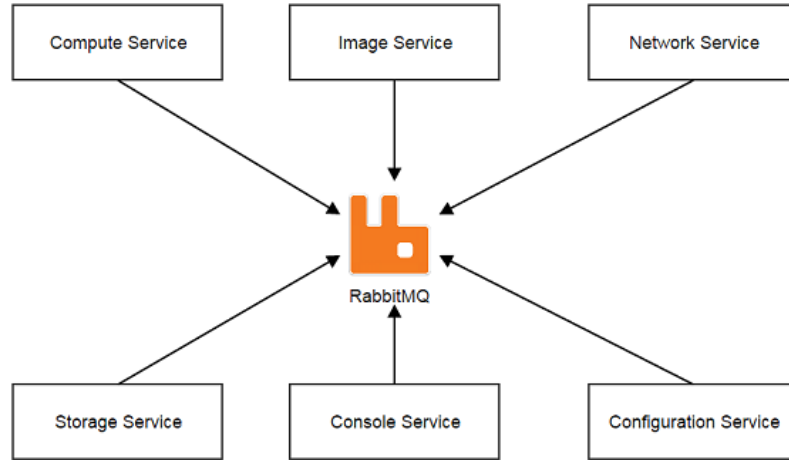 Compute Service
Image Service
Network Service
RabbitMQ
Storage Service
Console Service
Configuration Service